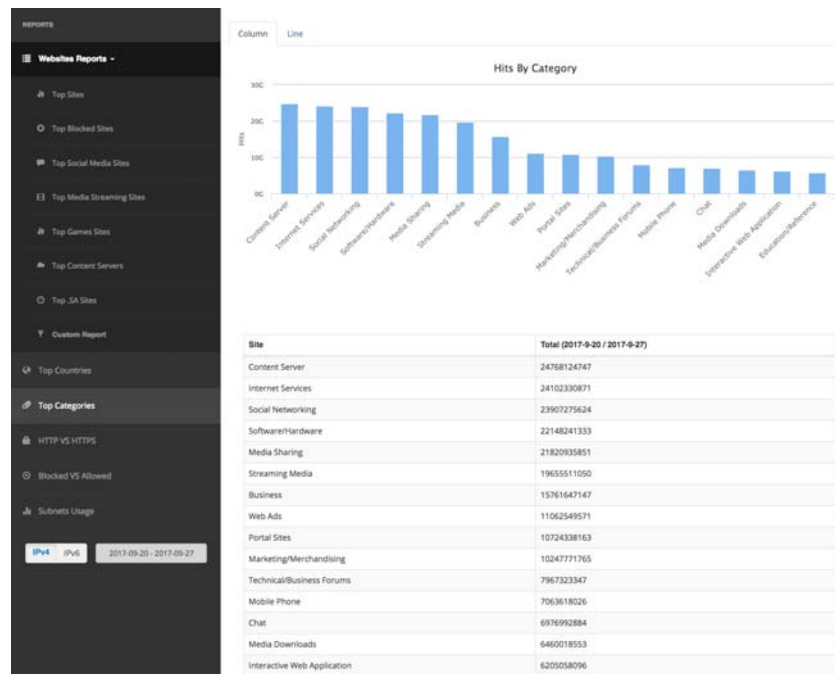 REPORTS
Websites Reports
Top Sites
Top Blocked Sites
Top Social Media Sites
Top Media Streaming Sites
Top Games Sites
Top Content Servers
Top .SA Sites
Custom Report
Top Countries
Top Categories
HTTP VS HTTPS
Blocked VS Allowed
Subnets Usage
IPv4 IPv6 2017-09-20 - 2017-09-27
Column Line
Hits By Category
30G
20G
10G
0G
Hits
Content Server
Internet Services
Social Networking
Software/Hardware
Media Sharing
Streaming Media
Business
Web Ads
Portal Sites
Marketing/Merchandising
Technical/Business Forums
Mobile Phone
Chat
Media Downloads
Interactive Web Application
Education/Reference
Site Total (2017-9-20 / 2017-9-27)
Content Server 24768124747
Internet Services 24102330871
Social Networking 23907275624
Software/Hardware 22148241333
Media Sharing 21820935851
Streaming Media 19655511050
Business 15761647147
Web Ads 11062549571
Portal Sites 10724338163
Marketing/Merchandising 10247771765
Technical/Business Forums 7967323347
Mobile Phone 7063618026
Chat 6976992884
Media Downloads 6460018553
Interactive Web Application 6205058096